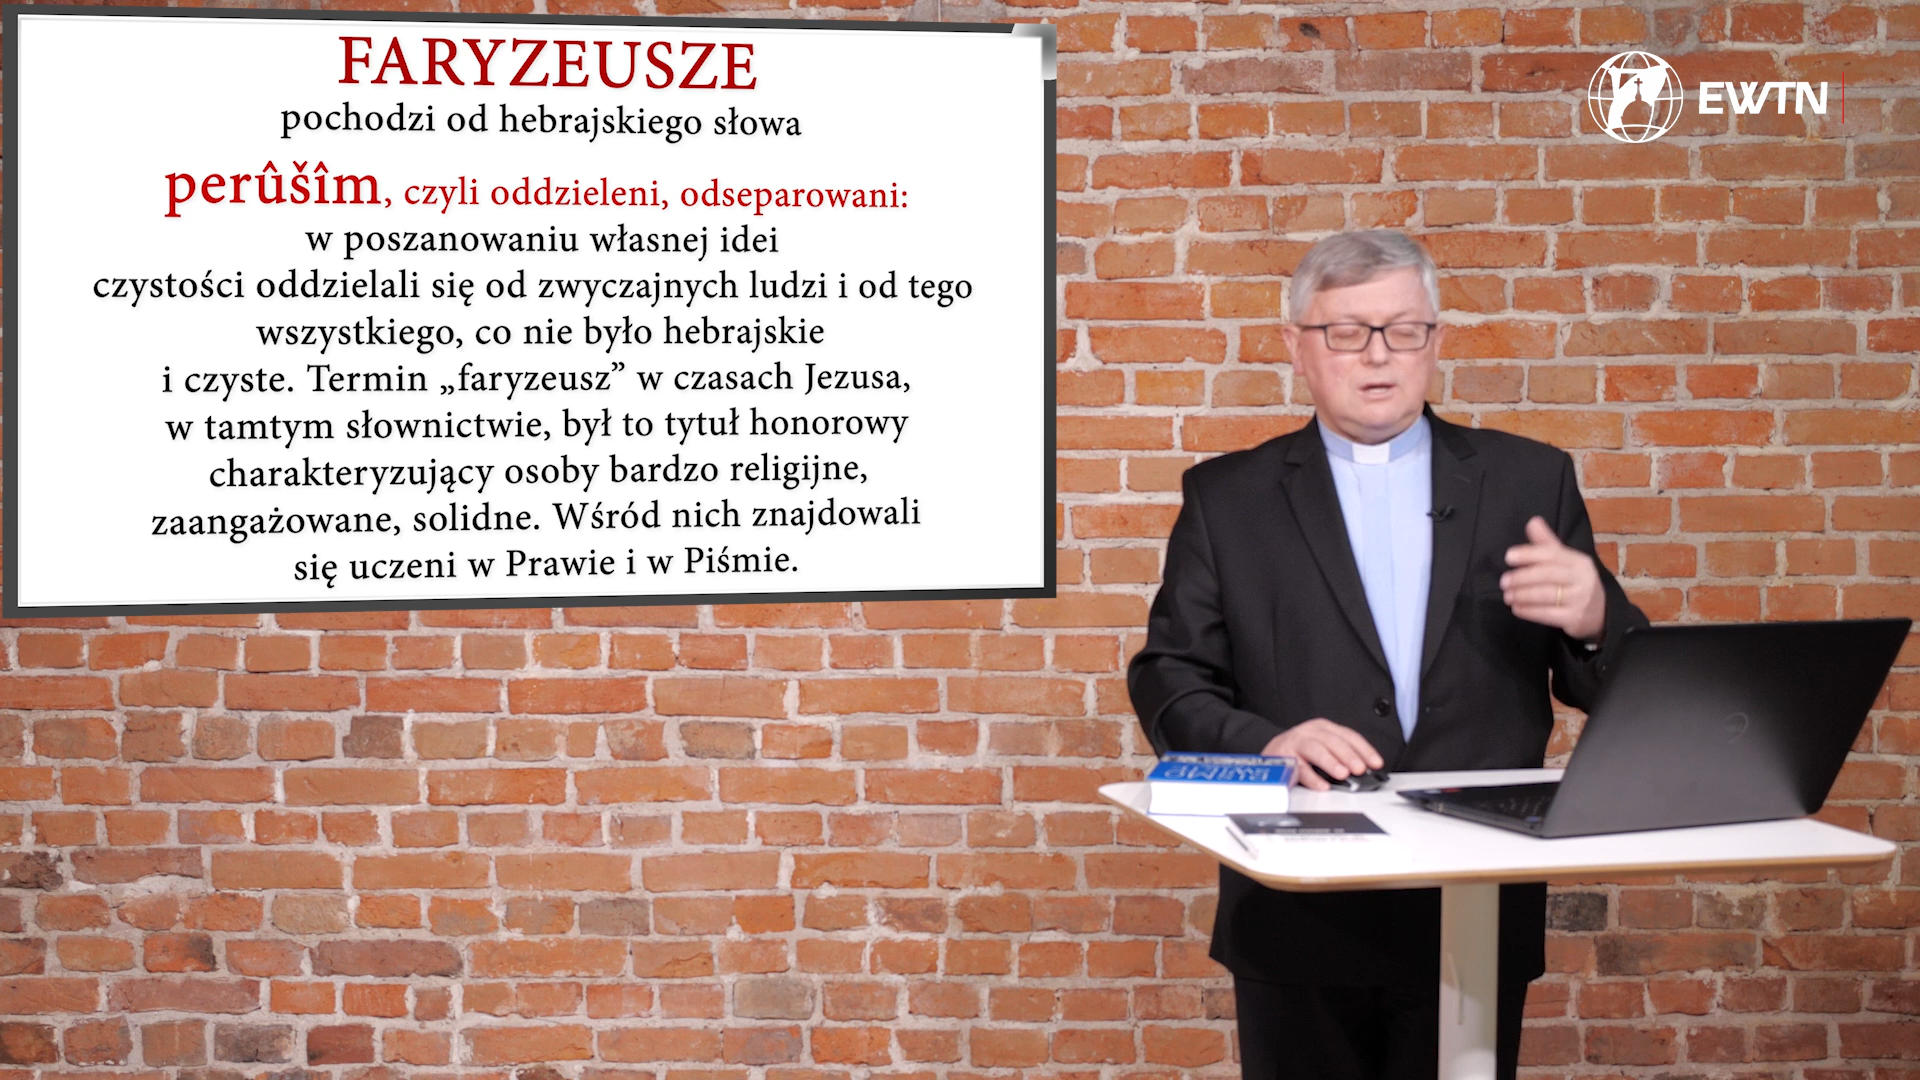 FARYZEUSZE
pochodzi od hebrajskiego słowa
perûšîm, czyli oddzieleni, odseparowani:
w poszanowaniu własnej idei
czystości oddzielali się od zwyczajnych ludzi i od tego
wszystkiego, co nie było hebrajskie
i czyste. Termin „faryzeusz” w czasach Jezusa,
w tamtym słownictwie, był to tytuł honorowy
charakteryzujący osoby bardzo religijne,
zaangażowane, solidne. Wśród nich znajdowali
się uczeni w Prawie i w Piśmie.
EWTN